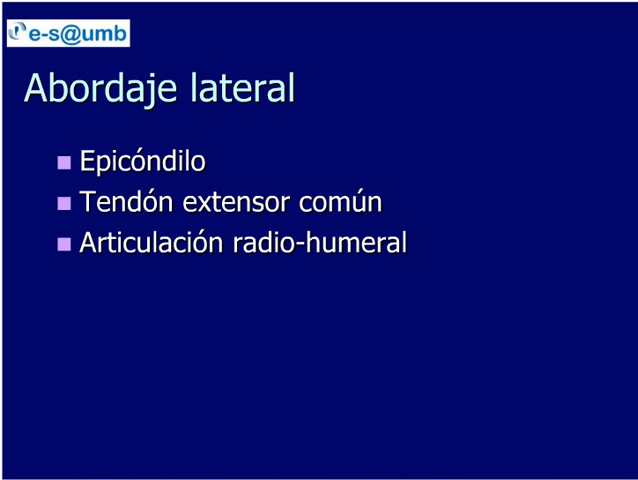 e-s@umb
Abordaje lateral
Epicóndilo
Tendón extensor común
Articulación radio-humeral